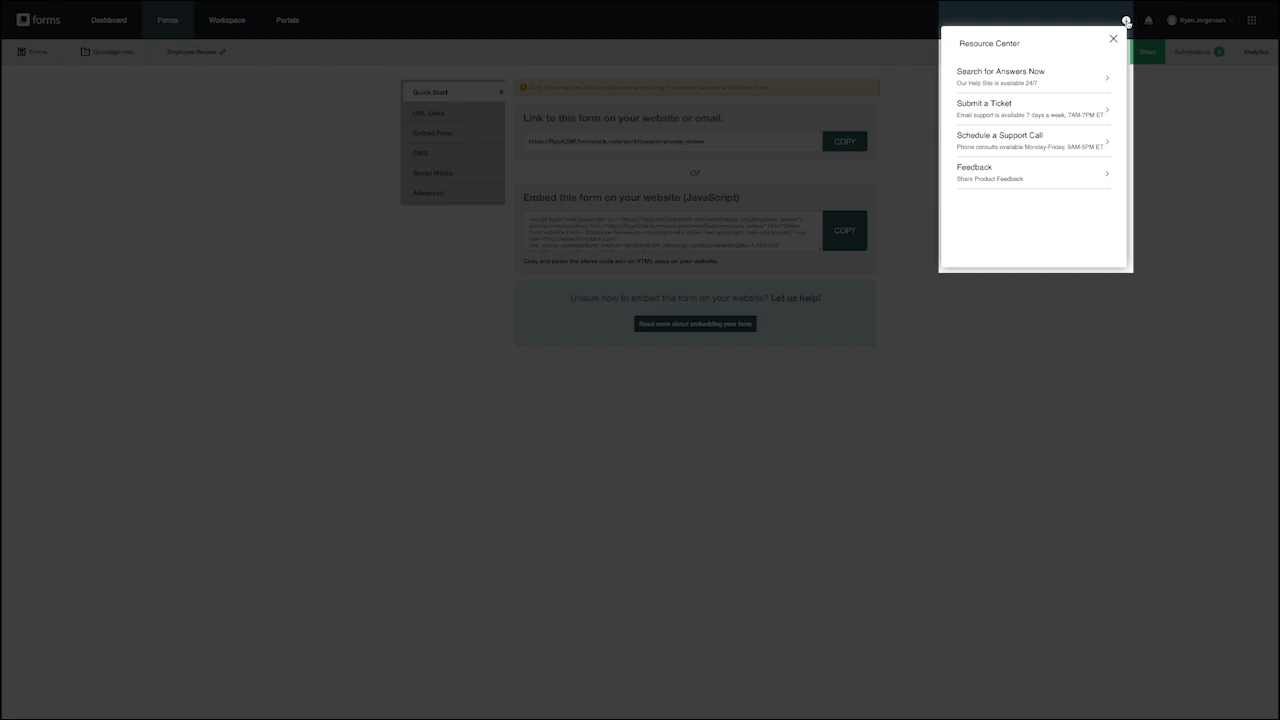 forms
Dashboard
Forms
Workspace
Portals
Ryan Jorgensen
Forms
Uncategorized
Employee Review
Share
Submissions
Analytics
Quick Start
URL Links
Embed Form
CMS
Social Media
Advanced
Link to this form on your website or email:
https://RyjoCSM.formstack.com/workflows/employee_review
COPY
or
Embed this form on your website (JavaScript)
COPY
Copy and paste the above code into an HTML page on your website.
Unsure how to embed this form on your website? Let us help!
Read more about embedding your form
Resource Center
Search for Answers Now
Our Help Site is available 24/7
Submit a Ticket
Email support is available 7 days a week, 7AM-7PM ET
Schedule a Support Call
Phone consults available Monday-Friday, 9AM-5PM ET
Feedback
Share Product Feedback